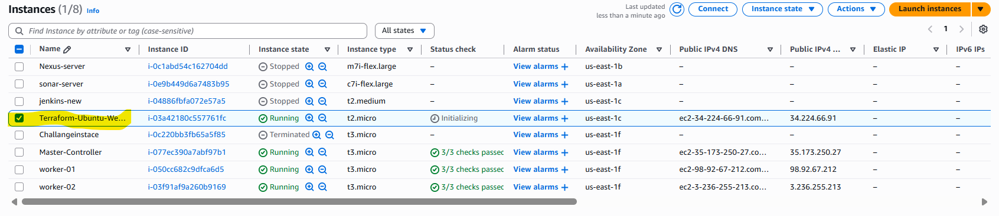 Instances (1/8) Info
Last updated
less than a minute ago
Connect
Instance state
Actions
Launch instances
Find Instance by attribute or tag (case-sensitive)
All states
1
Name Instance ID Instance state Instance type Status check Alarm status Availability Zone Public IPv4 DNS Public IPv4 ... Elastic IP IPv6 IPs
Nexus-server i-0c1abd54c162704dd Stopped m7i-flex.large – View alarms + us-east-1b – – – –
sonar-server i-0e9b449d6a7483b95 Stopped c7i-flex.large – View alarms + us-east-1a – – – –
jenkins-new i-04886fbfa072e57a5 Stopped t2.medium – View alarms + us-east-1c – – – –
Terraform-Ubuntu-We... i-03a42180c557761fc Running t2.micro Initializing View alarms + us-east-1c ec2-34-224-66-91.com... 34.224.66.91 – –
Challangeinstace i-0c220bb3fb65a5f85 Terminated t3.micro – View alarms + us-east-1f – – – –
Master-Controller i-077ec390a7abf97b1 Running t3.micro 3/3 checks passed View alarms + us-east-1f ec2-35-173-250-27.co... 35.173.250.27 – –
worker-01 i-050cc682c9dfca6d5 Running t3.micro 3/3 checks passed View alarms + us-east-1f ec2-98-92-67-212.com... 98.92.67.212 – –
worker-02 i-03f91af9a260b9169 Running t3.micro 3/3 checks passed View alarms + us-east-1f ec2-3-236-255-213.co... 3.236.255.213 – –